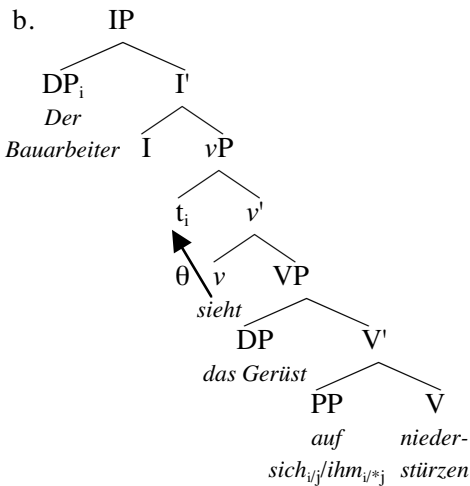 b. IP
DPi I'
Der
Bauarbeiter I vP
ti v'
θ v VP
sieht
DP V'
das Gerüst
PP V
auf nieder-
sichi/j/ihmi/*j stürzen